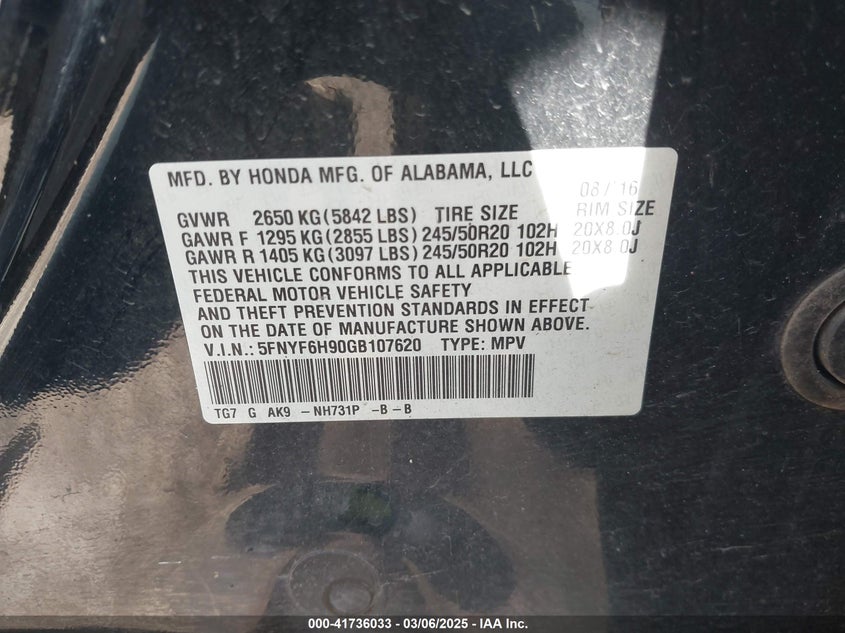 MFD. BY HONDA MFG. OF ALABAMA, LLC 08/16
GVWR 2650 KG(5842 LBS) TIRE SIZE RIM SIZE
GAWR F 1295 KG(2855 LBS) 245/50R20 102H 20X8.0J
GAWR R 1405 KG(3097 LBS) 245/50R20 102H 20X8.0J
THIS VEHICLE CONFORMS TO ALL APPLICABLE
FEDERAL MOTOR VEHICLE SAFETY
AND THEFT PREVENTION STANDARDS IN EFFECT
ON THE DATE OF MANUFACTURE SHOWN ABOVE.
V.I.N.: 5FNYF6H90GB107620 TYPE: MPV
TG7 G AK9 -NH731P -B-B
000-41736033 - 03/06/2025 - IAA Inc.